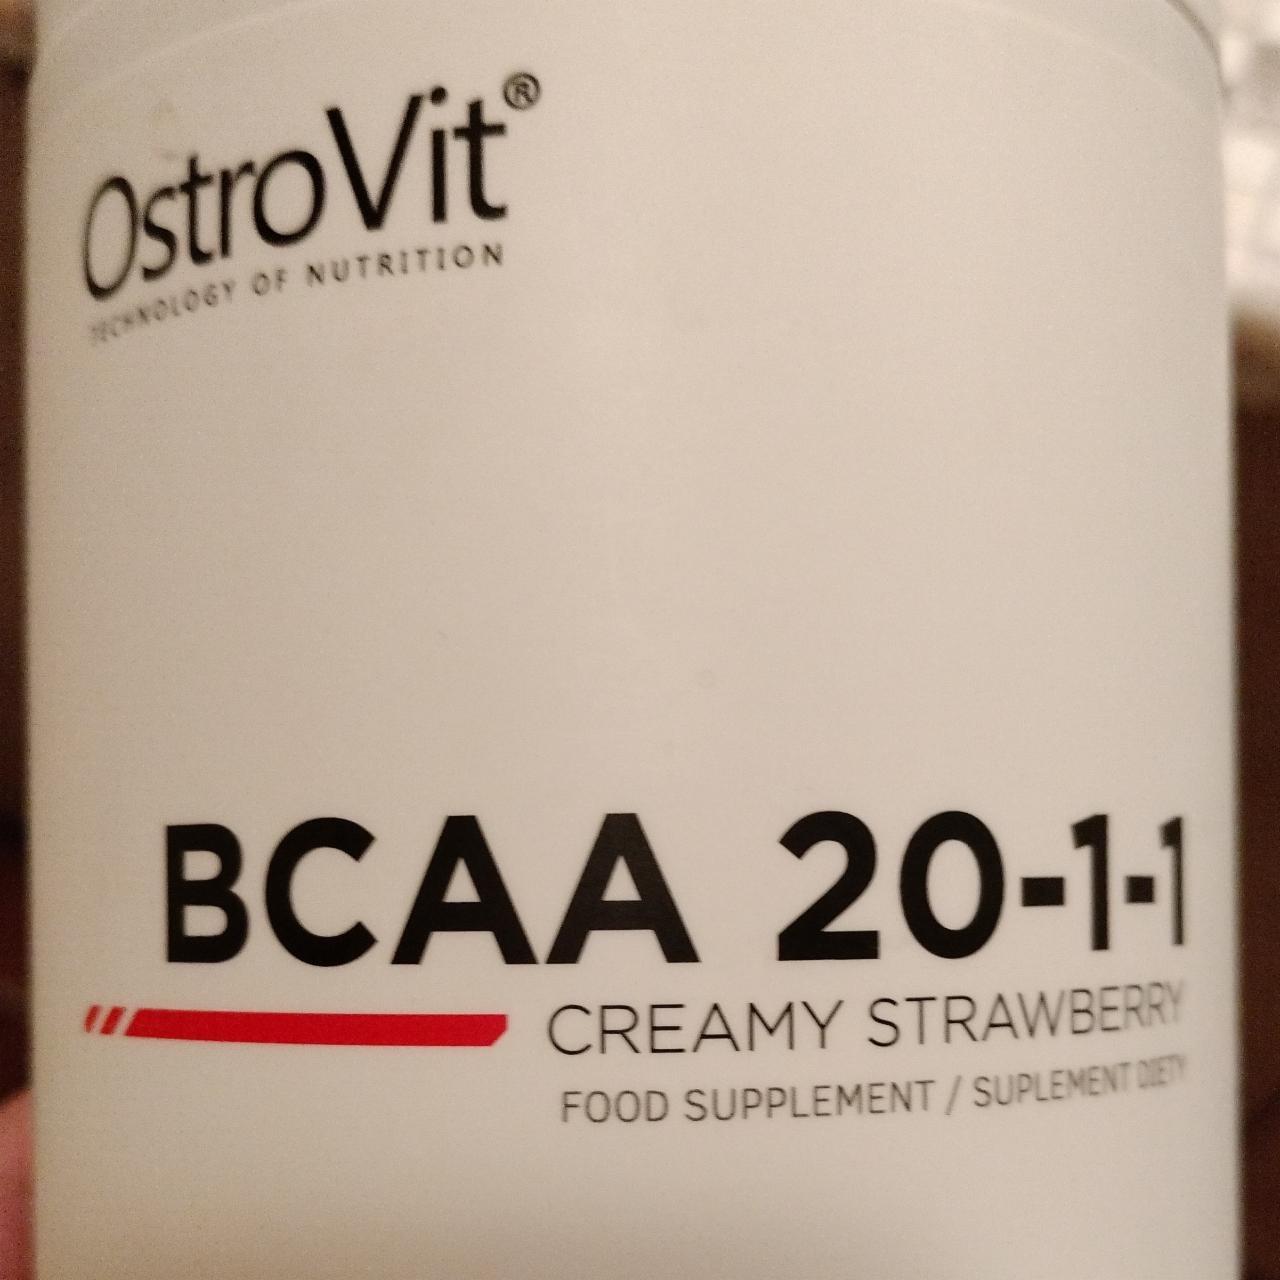 OstroVit®
TECHNOLOGY OF NUTRITION
BCAA 20-1-1
CREAMY STRAWBERRY
FOOD SUPPLEMENT / SUPLEMENT DIETY